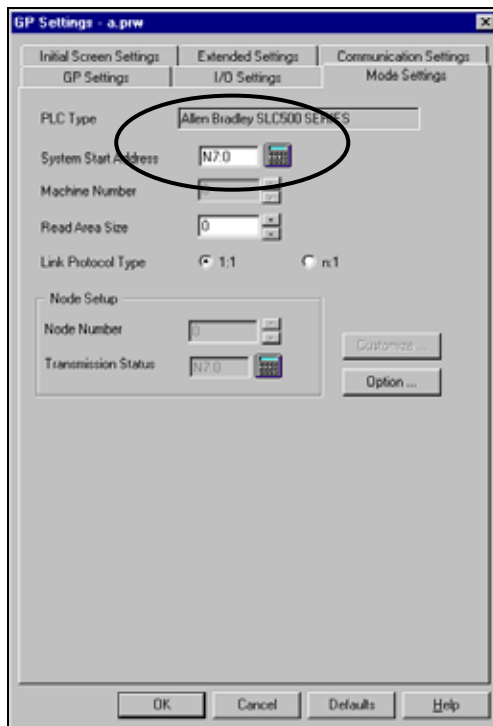 GP Settings - a.prw
Initial Screen Settings Extended Settings Communication Settings
GP Settings I/O Settings Mode Settings
PLC Type Allen Bradley SLC500 SERIES
System Start Address N7:0
Machine Number 0
Read Area Size 0
Link Protocol Type 1:1 n:1
Node Setup
Node Number 0
Customize ...
Transmission Status N7:0
Option ...
OK Cancel Defaults Help